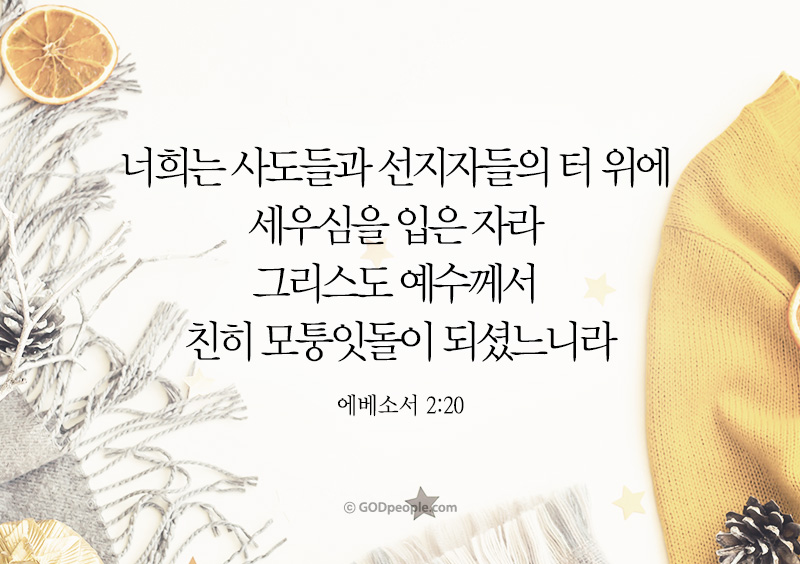 너희는 사도들과 선지자들의 터 위에
세우심을 입은 자라
그리스도 예수께서
친히 모퉁잇돌이 되셨느니라
에베소서 2:20
© GODpeople.com